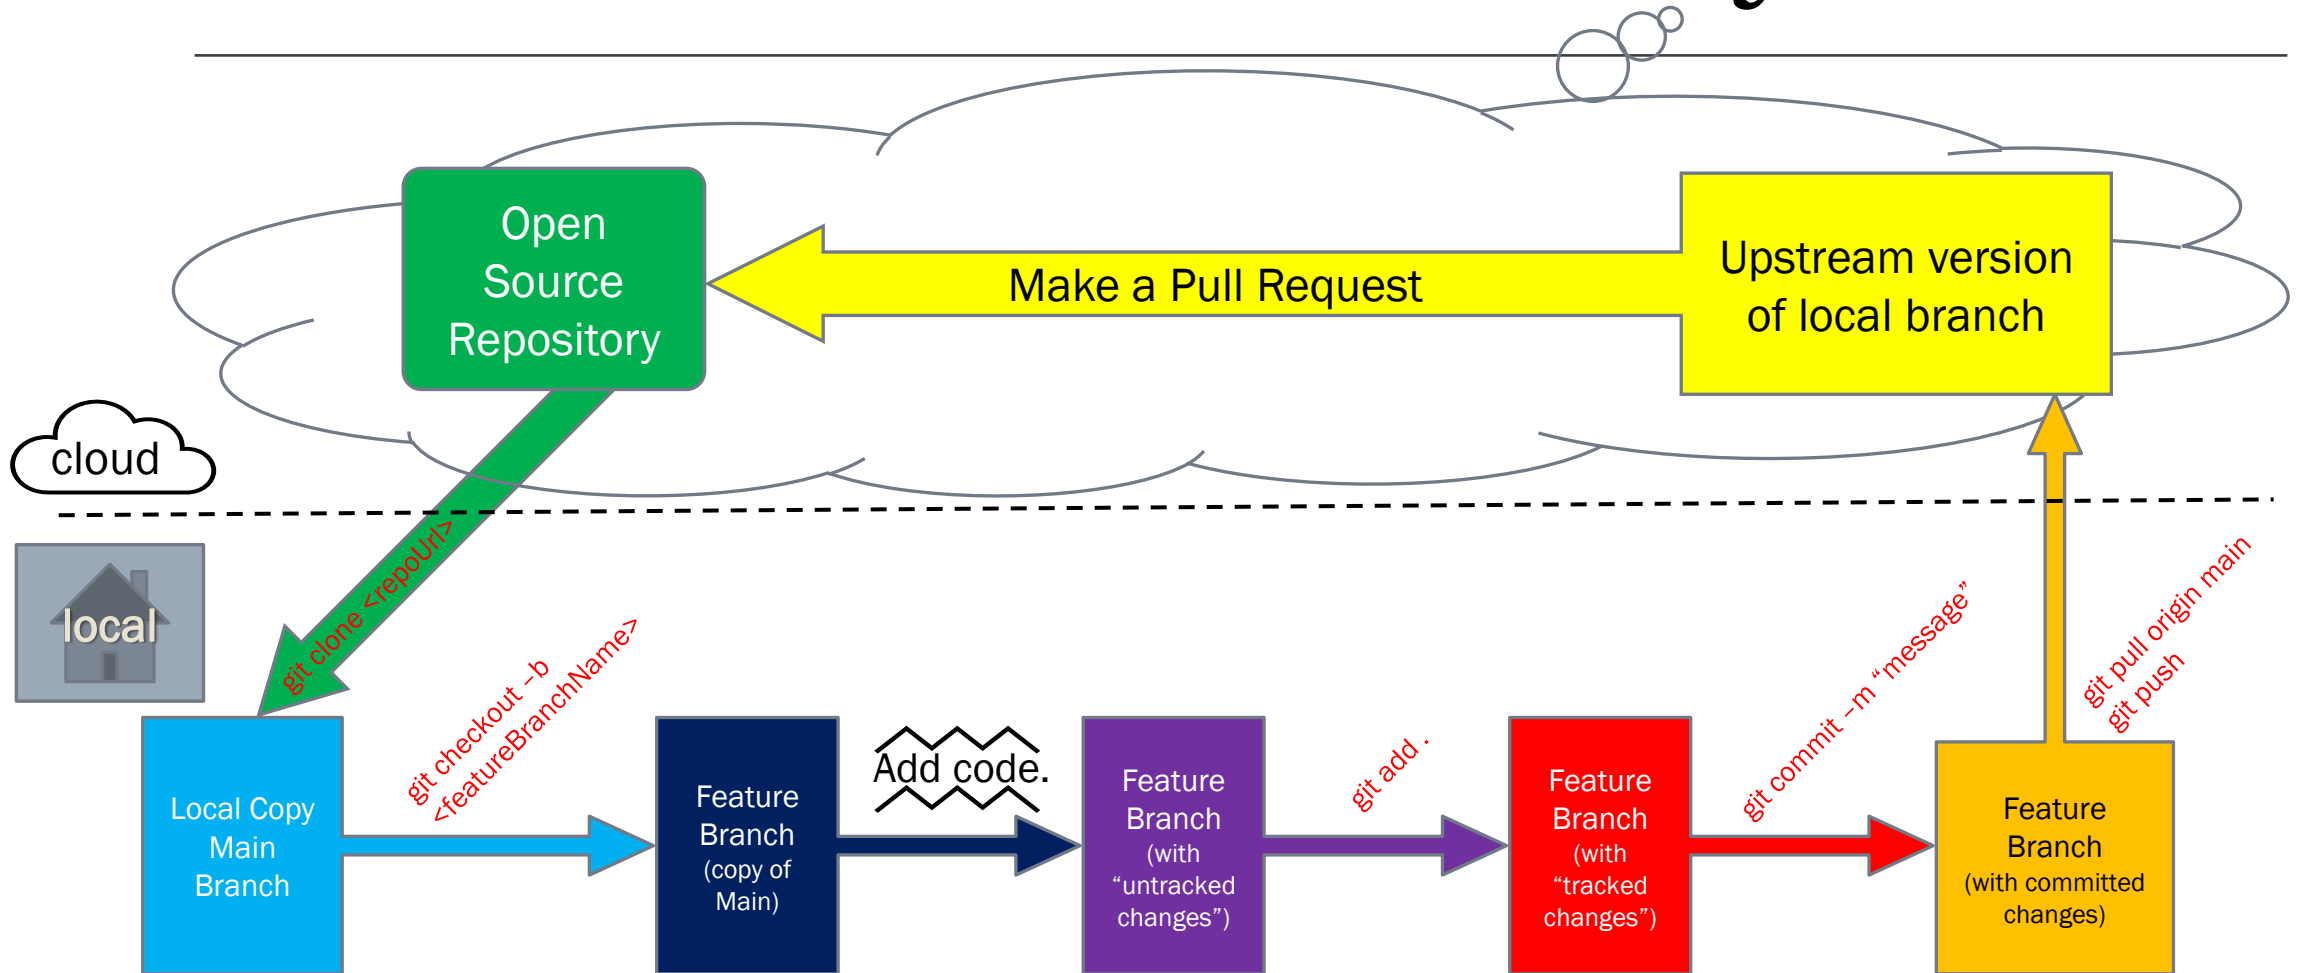 Open
Source
Repository
Make a Pull Request
Upstream version
of local branch
cloud
local
git clone <repoUrl>
git checkout –b
<featureBranchName>
Add code.
git add .
git commit –m “message”
git pull origin main
git push
Local Copy
Main
Branch
Feature
Branch
(copy of
Main)
Feature
Branch
(with
“untracked
changes”)
Feature
Branch
(with
“tracked
changes”)
Feature
Branch
(with committed
changes)